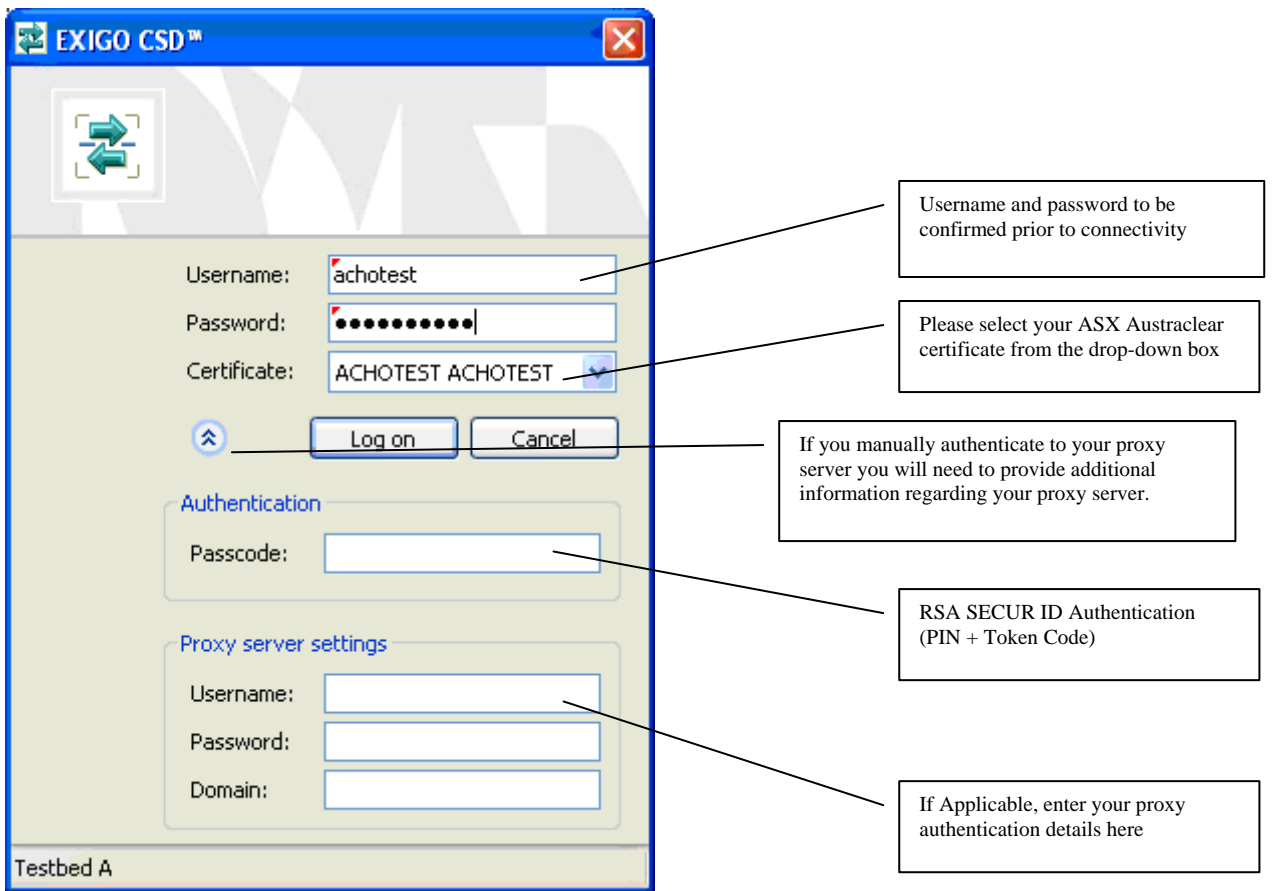 EXIGO CSD™
Username: achotest
Password: ●●●●●●●●●●
Certificate: ACHOTEST ACHOTEST
Log on Cancel
Authentication
Passcode:
Proxy server settings
Username:
Password:
Domain:
Testbed A
Username and password to be
confirmed prior to connectivity
Please select your ASX Austraclear
certificate from the drop-down box
If you manually authenticate to your proxy
server you will need to provide additional
information regarding your proxy server.
RSA SECUR ID Authentication
(PIN + Token Code)
If Applicable, enter your proxy
authentication details here